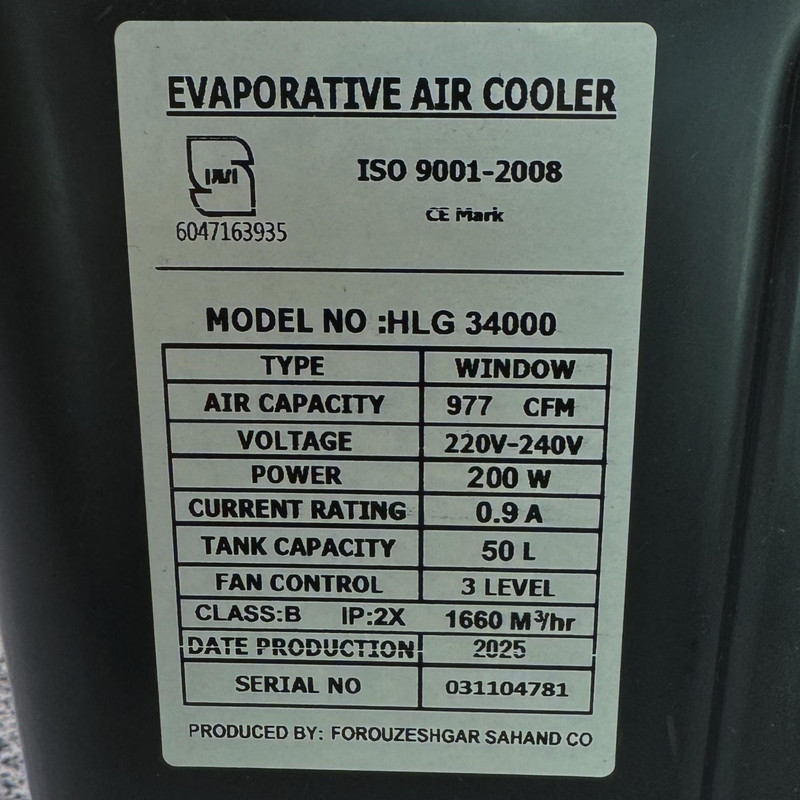 EVAPORATIVE AIR COOLER
ISO 9001-2008
CE Mark
6047163935
MODEL NO :HLG 34000
TYPE WINDOW
AIR CAPACITY 977 CFM
VOLTAGE 220V-240V
POWER 200 W
CURRENT RATING 0.9 A
TANK CAPACITY 50 L
FAN CONTROL 3 LEVEL
CLASS:B IP:2X 1660 M³/hr
DATE PRODUCTION 2025
SERIAL NO 031104781
PRODUCED BY: FOROUZESHGAR SAHAND CO